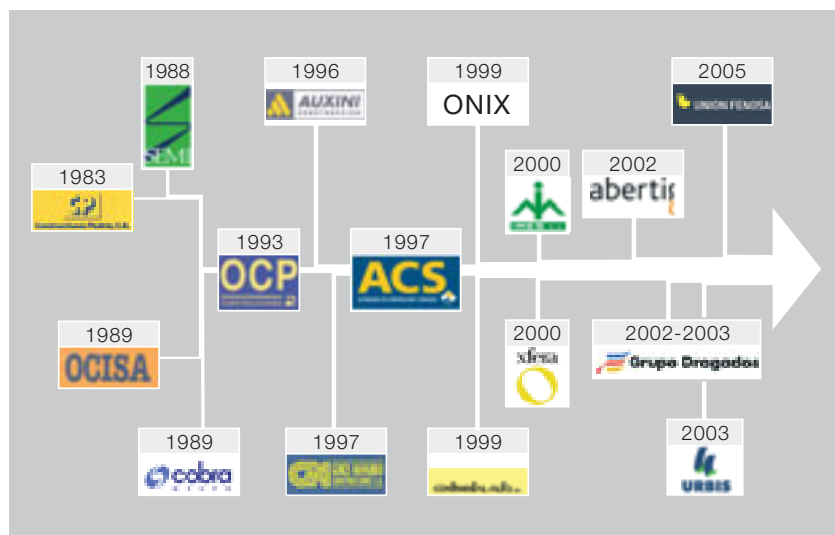 1988
SEMI
1996
AUXINI
1999
ONIX
2005
UNION FENOSA
1983
2000
2002
abertis
1993
OCP
1997
ACS
1989
OCISA
2000
xfera
2002-2003
Grupo Dragados
1989
cobra
1997
1999
2003
URBIS